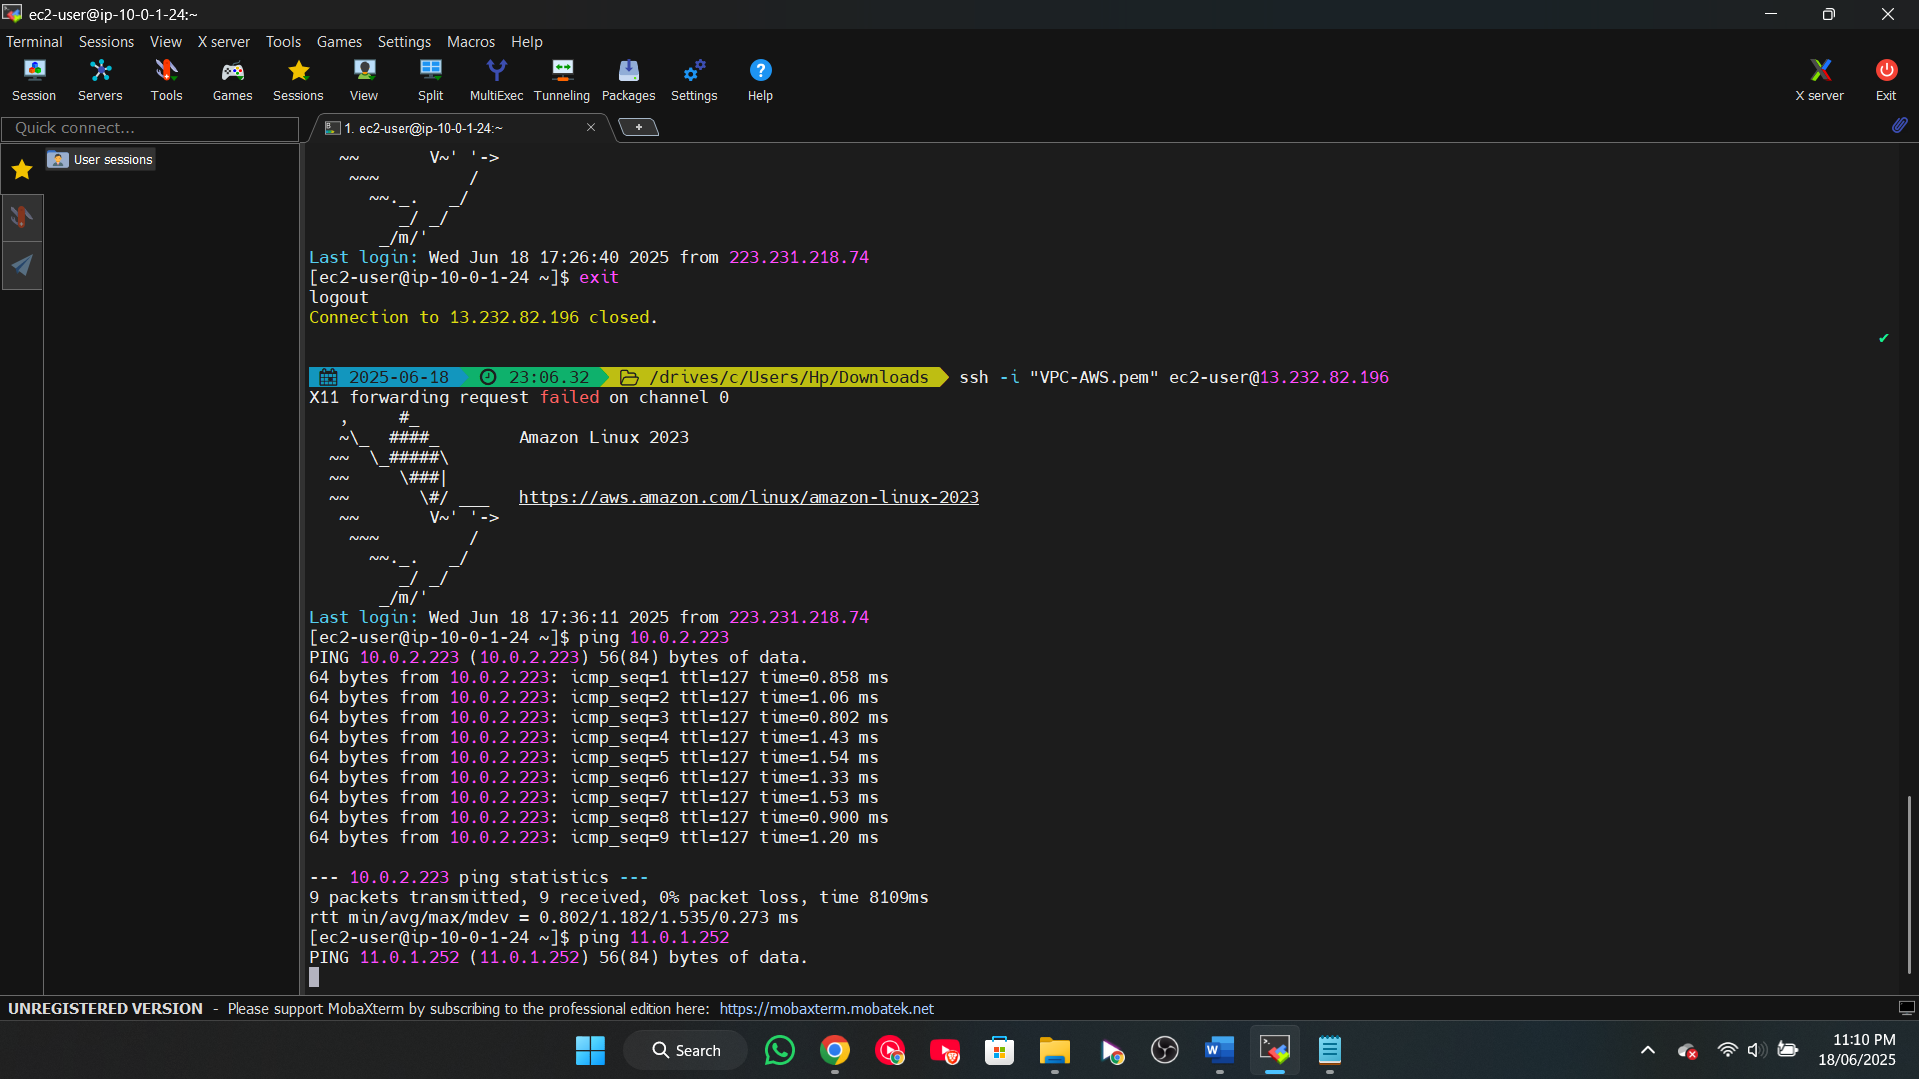 ec2-user@ip-10-0-1-24:~
Terminal Sessions View X server Tools Games Settings Macros Help
Session Servers Tools Games Sessions View Split MultiExec Tunneling Packages Settings Help X server Exit
Quick connect...
1. ec2-user@ip-10-0-1-24:~
User sessions
   ~~       V~' '->
    ~~~         /
      ~~._.   _/
         _/ _/
       _/m/'
Last login: Wed Jun 18 17:26:40 2025 from 223.231.218.74
[ec2-user@ip-10-0-1-24 ~]$ exit
logout
Connection to 13.232.82.196 closed.
2025-06-18 23:06.32 /drives/c/Users/Hp/Downloads ssh -i "VPC-AWS.pem" ec2-user@13.232.82.196
X11 forwarding request failed on channel 0
   ,     #_
   ~\_  ####_        Amazon Linux 2023
  ~~  \_#####\
  ~~     \###|
  ~~       \#/ ___   https://aws.amazon.com/linux/amazon-linux-2023
   ~~       V~' '->
    ~~~         /
      ~~._.   _/
         _/ _/
       _/m/'
Last login: Wed Jun 18 17:36:11 2025 from 223.231.218.74
[ec2-user@ip-10-0-1-24 ~]$ ping 10.0.2.223
PING 10.0.2.223 (10.0.2.223) 56(84) bytes of data.
64 bytes from 10.0.2.223: icmp_seq=1 ttl=127 time=0.858 ms
64 bytes from 10.0.2.223: icmp_seq=2 ttl=127 time=1.06 ms
64 bytes from 10.0.2.223: icmp_seq=3 ttl=127 time=0.802 ms
64 bytes from 10.0.2.223: icmp_seq=4 ttl=127 time=1.43 ms
64 bytes from 10.0.2.223: icmp_seq=5 ttl=127 time=1.54 ms
64 bytes from 10.0.2.223: icmp_seq=6 ttl=127 time=1.33 ms
64 bytes from 10.0.2.223: icmp_seq=7 ttl=127 time=1.53 ms
64 bytes from 10.0.2.223: icmp_seq=8 ttl=127 time=0.900 ms
64 bytes from 10.0.2.223: icmp_seq=9 ttl=127 time=1.20 ms
--- 10.0.2.223 ping statistics ---
9 packets transmitted, 9 received, 0% packet loss, time 8109ms
rtt min/avg/max/mdev = 0.802/1.182/1.535/0.273 ms
[ec2-user@ip-10-0-1-24 ~]$ ping 11.0.1.252
PING 11.0.1.252 (11.0.1.252) 56(84) bytes of data.
UNREGISTERED VERSION - Please support MobaXterm by subscribing to the professional edition here: https://mobaxterm.mobatek.net
Search
11:10 PM
18/06/2025